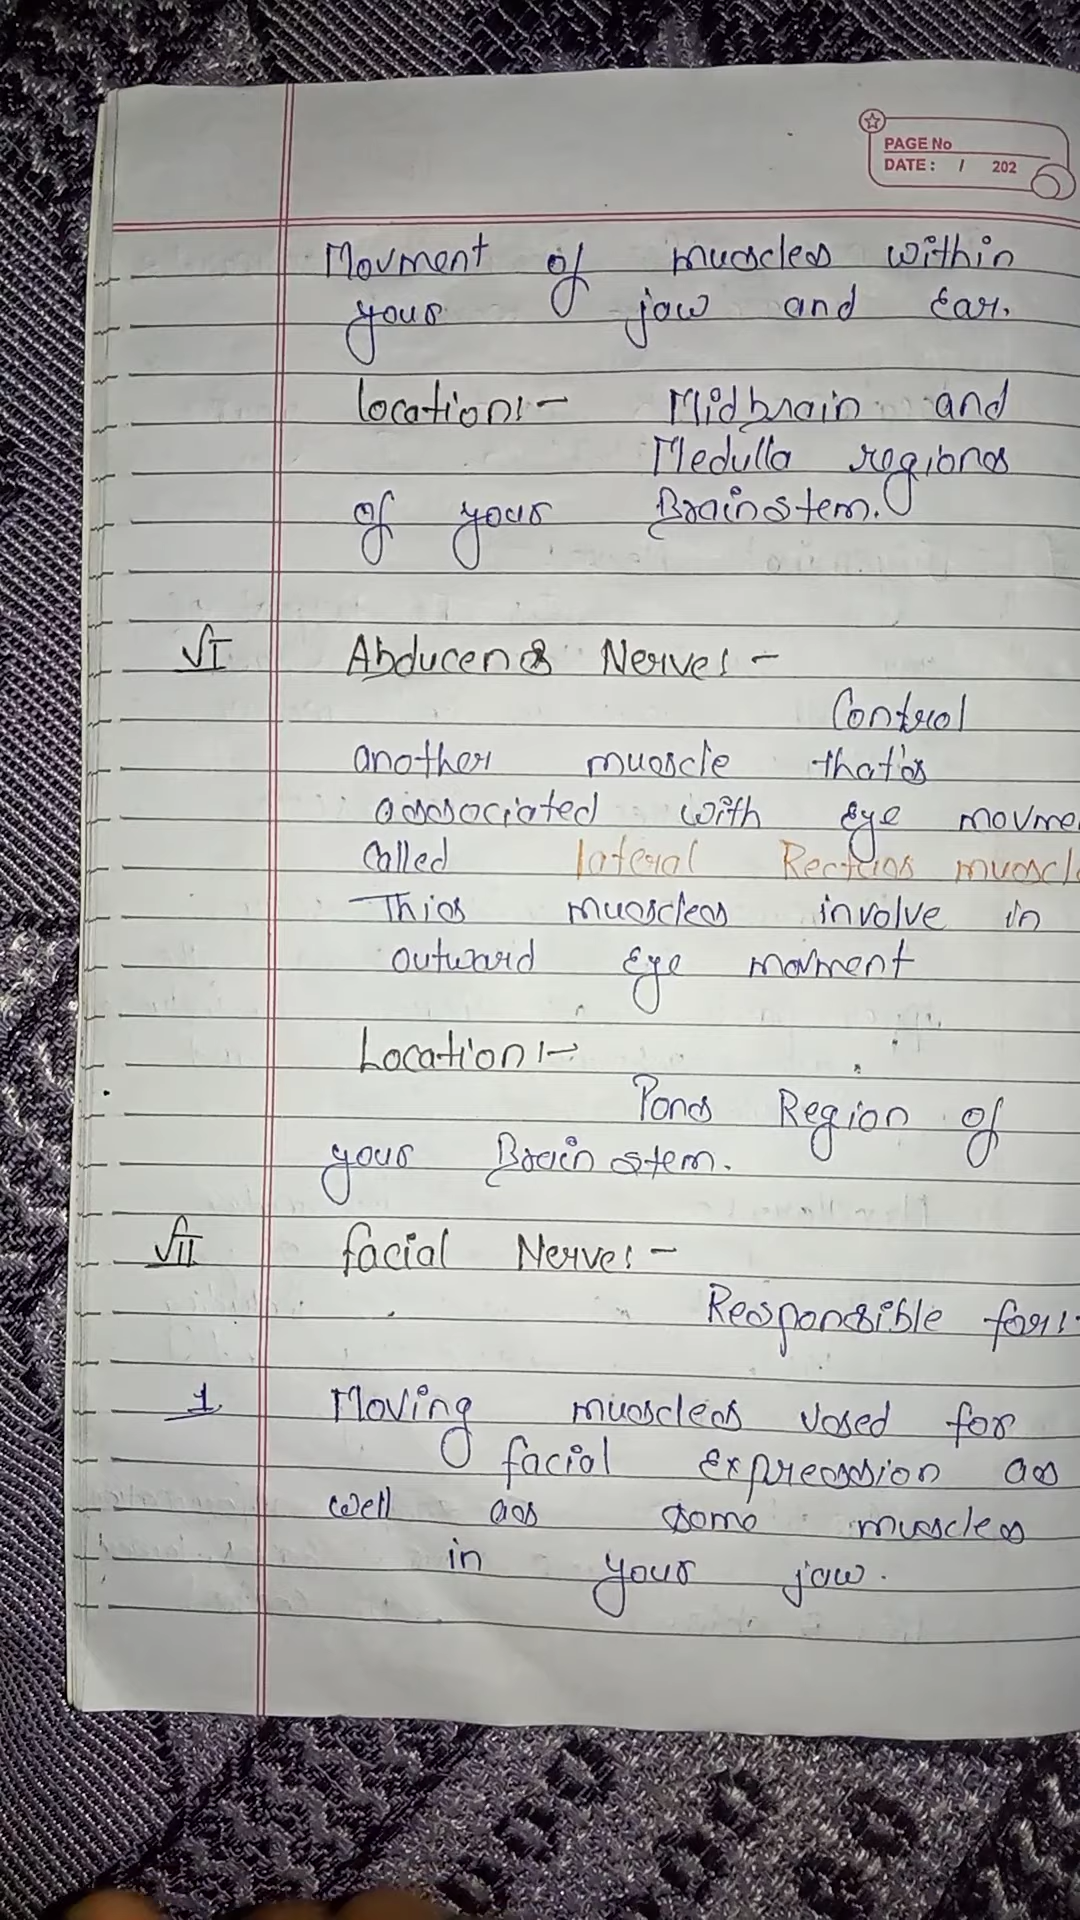 PAGE No
DATE: / 202
Movment of muscles within
your jaw and Ear.
location:- Midbrain and
Medulla regions
of your Brainstem.
VI Abducens Nerve:-
Control
another muscle that's
associated with Eye movme
Called lateral Rectus muscle
This muscles involve in
outward Eye movment
Location:-
Pons Region of
your Brain stem.
VII facial Nerve:-
Responsible for:-
1 Moving muscles Used for
facial Expression as
well as some muscles
in your jaw.